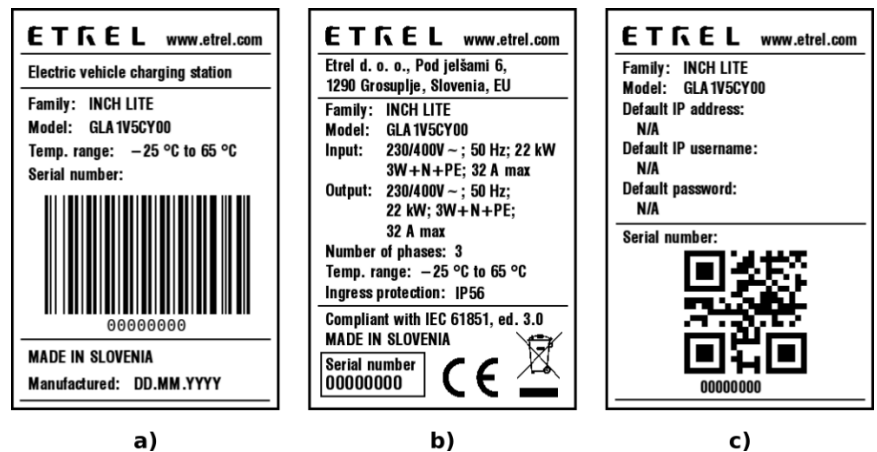 ETREL www.etrel.com
Electric vehicle charging station
Family: INCH LITE
Model: GLA1V5CY00
Temp. range: −25 °C to 65 °C
Serial number:
00000000
MADE IN SLOVENIA
Manufactured: DD.MM.YYYY
a)
ETREL www.etrel.com
Etrel d. o. o., Pod jelšami 6,
1290 Grosuplje, Slovenia, EU
Family: INCH LITE
Model: GLA1V5CY00
Input: 230/400V ~ ; 50 Hz; 22 kW
3W+N+PE; 32 A max
Output: 230/400V ~ ; 50 Hz;
22 kW; 3W+N+PE;
32 A max
Number of phases: 3
Temp. range: −25 °C to 65 °C
Ingress protection: IP56
Compliant with IEC 61851, ed. 3.0
MADE IN SLOVENIA
Serial number
00000000
CE
b)
ETREL www.etrel.com
Family: INCH LITE
Model: GLA1V5CY00
Default IP address:
N/A
Default IP username:
N/A
Default password:
N/A
Serial number:
00000000
c)